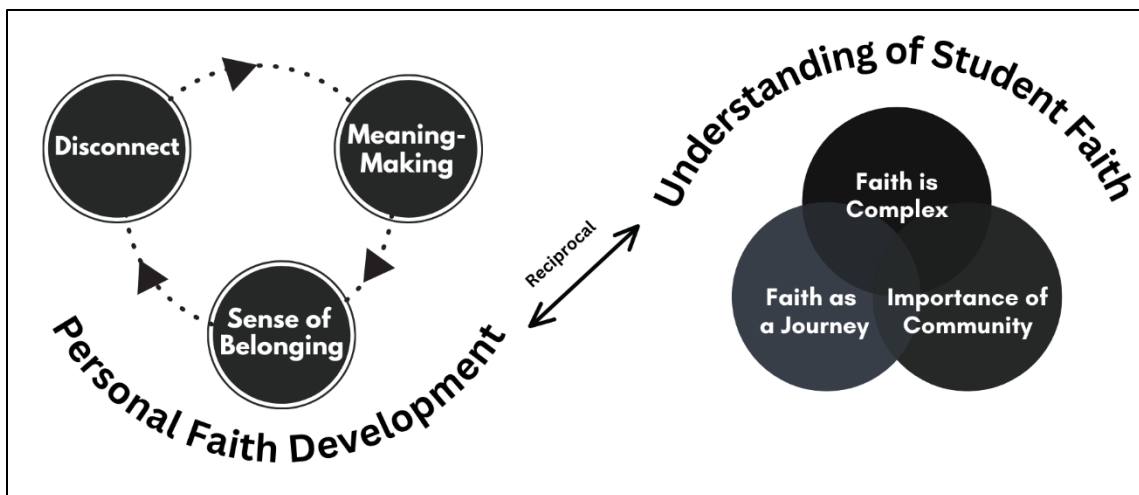 Disconnect
Meaning-
Making
Sense of
Belonging
Personal Faith Development
Reciprocal
Understanding of Student Faith
Faith is
Complex
Faith as
a Journey
Importance of
Community